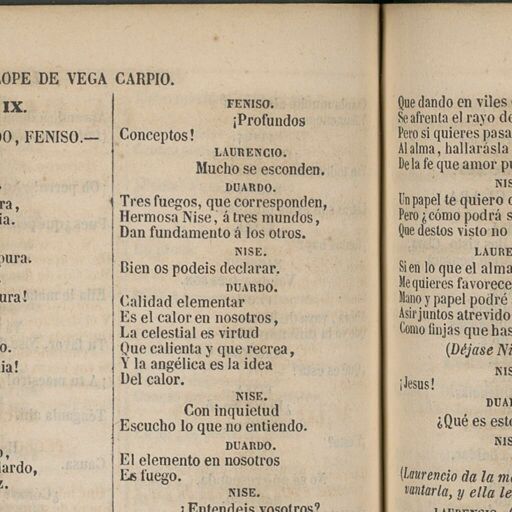 LOPE DE VEGA CARPIO.
IX.
DO, FENISO.—
ra,
ia.
pura.
ura!
o.
ia!
o,
iardo,
z.
FENISO.
¡Profundos
Conceptos!
LAURENCIO.
Mucho se esconden.
DUARDO.
Tres fuegos, que corresponden,
Hermosa Nise, á tres mundos,
Dan fundamento á los otros.
NISE.
Bien os podeis declarar.
DUARDO.
Calidad elementar
Es el calor en nosotros,
La celestial es virtud
Que calienta y que recrea,
Y la angélica es la idea
Del calor.
NISE.
Con inquietud
Escucho lo que no entiendo.
DUARDO.
El elemento en nosotros
Es fuego.
NISE.
¿Entendeis vosotros?
Que dando en viles
Se afrenta el rayo de
Pero si quieres pasa
Al alma, hallarásla
De la fe que amor pu
NIS
Un papel te quiero
Pero ¿cómo podrá s
Que destos visto no
LAURE
Si en lo que el alma
Me quieres favorece
Mano y papel podré
Asir juntos atrevido
Como finjas que has
(Déjase Ni
NIS
¡Jesus!
DUA
¿Qué es est
NIS
(Laurencio da la m
vantarla, y ella le